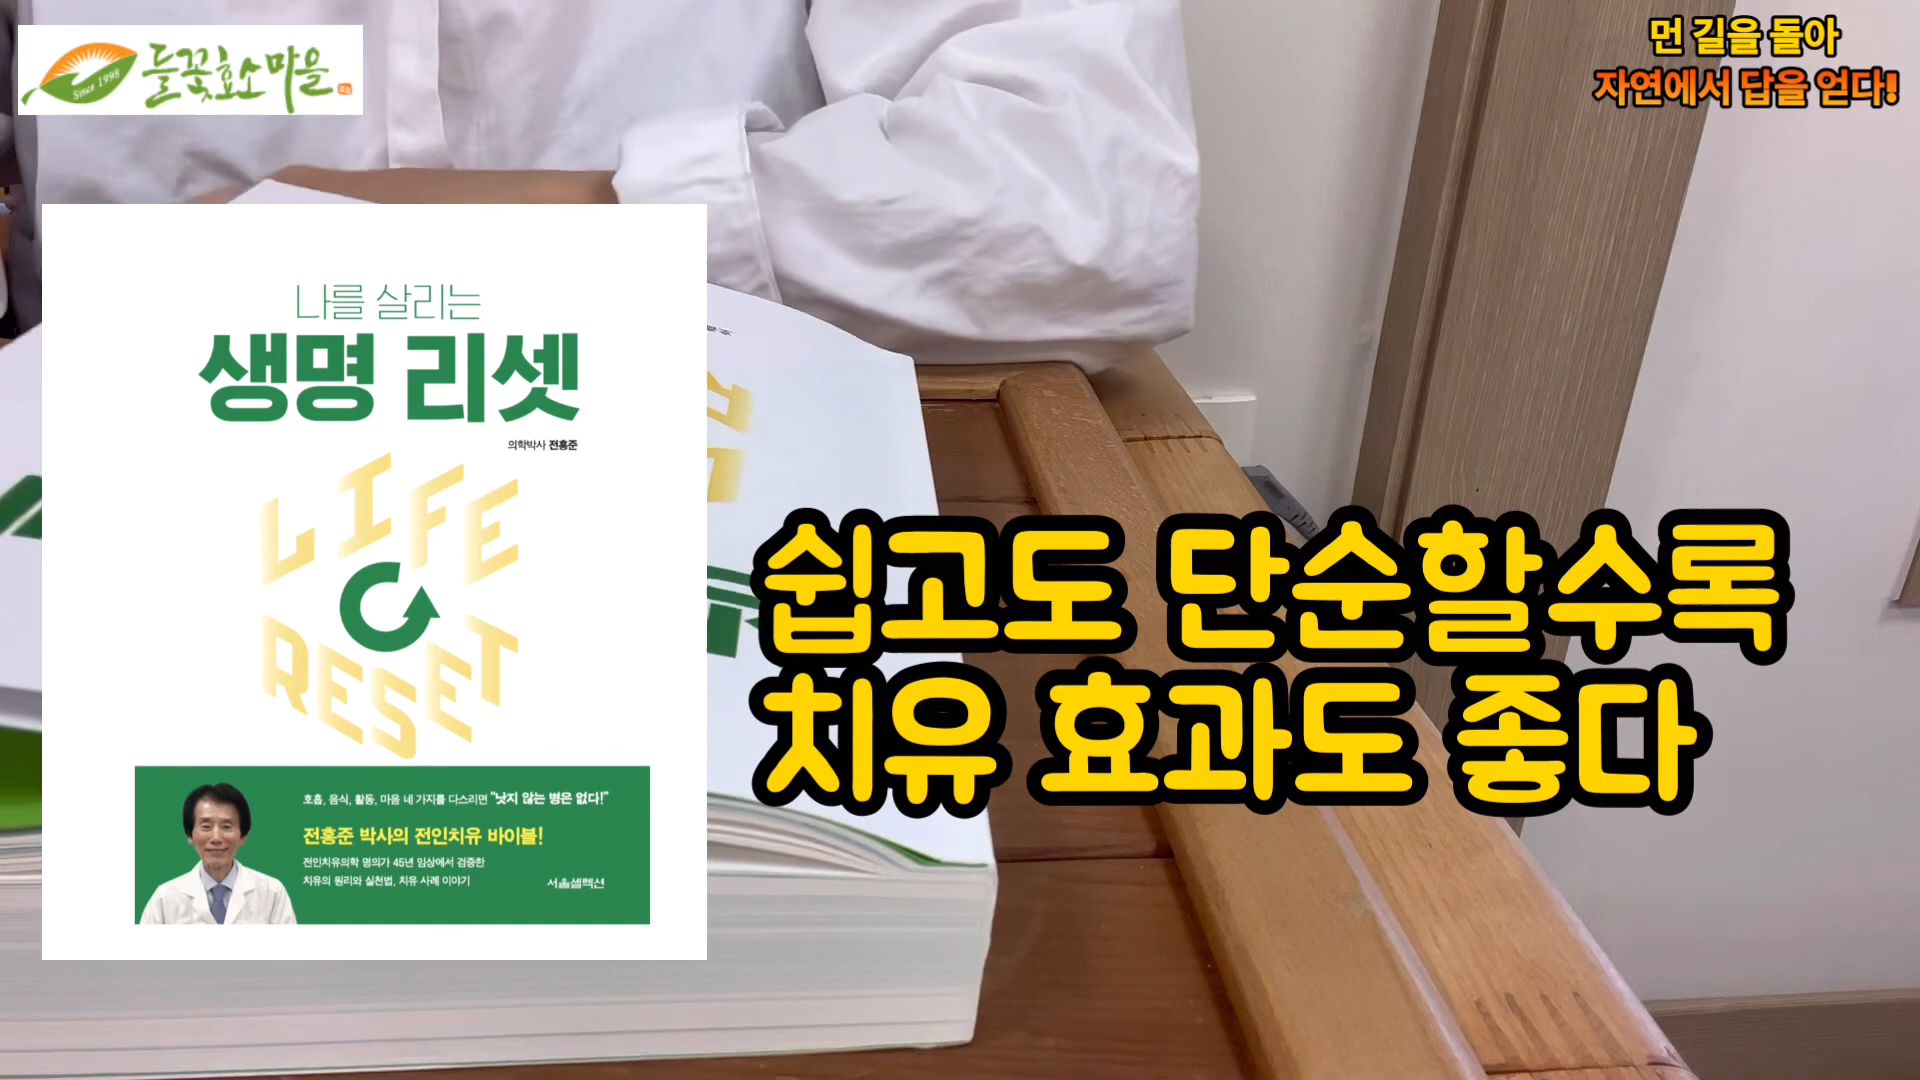 들꽃효소마을
Since 1998
먼 길을 돌아
자연에서 답을 얻다!
나를 살리는
생명 리셋
의학박사 전홍준
LIFE
RESET
호흡, 음식, 활동, 마음 네 가지를 다스리면 "낫지 않는 병은 없다!"
전홍준 박사의 전인치유 바이블!
전인치유의학 명의가 45년 임상에서 검증한
치유의 원리와 실천법, 치유 사례 이야기
서울셀렉션
쉽고도 단순할수록
치유 효과도 좋다